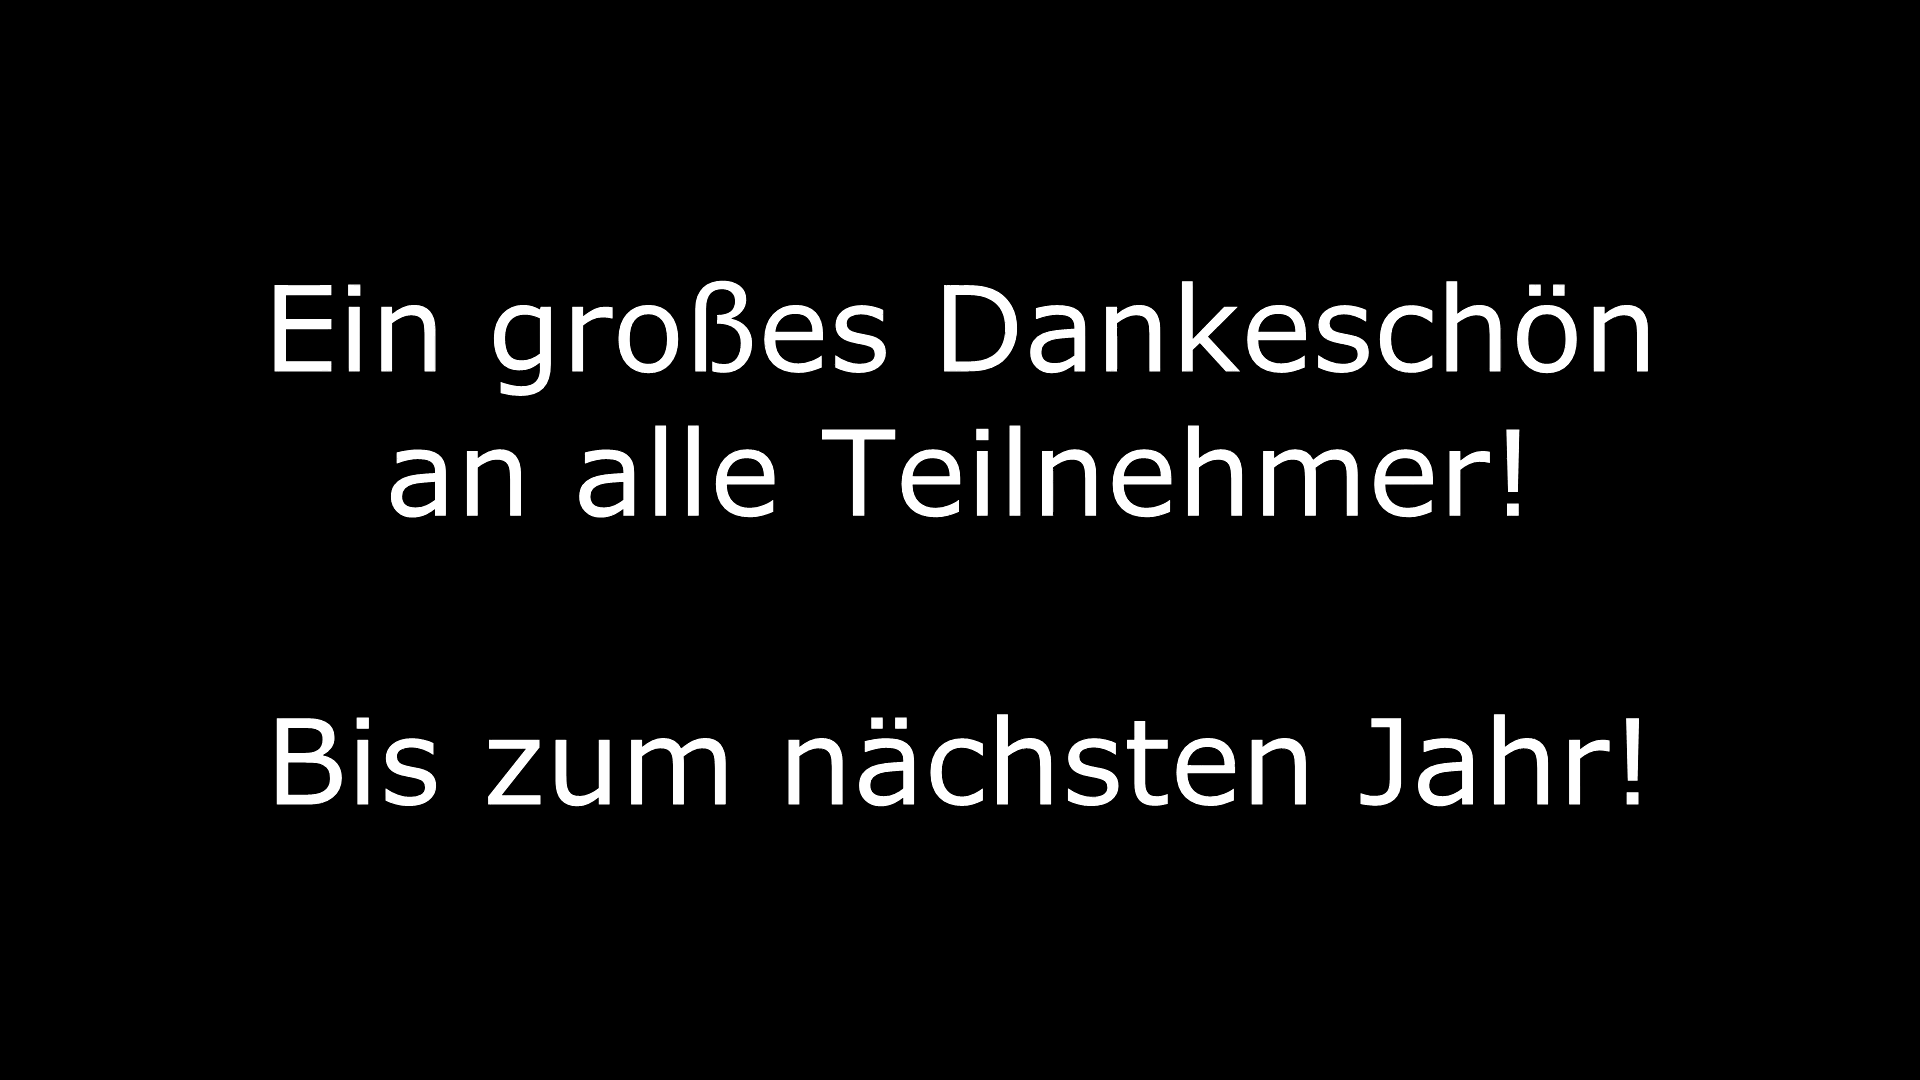 Ein großes Dankeschön
an alle Teilnehmer!
Bis zum nächsten Jahr!